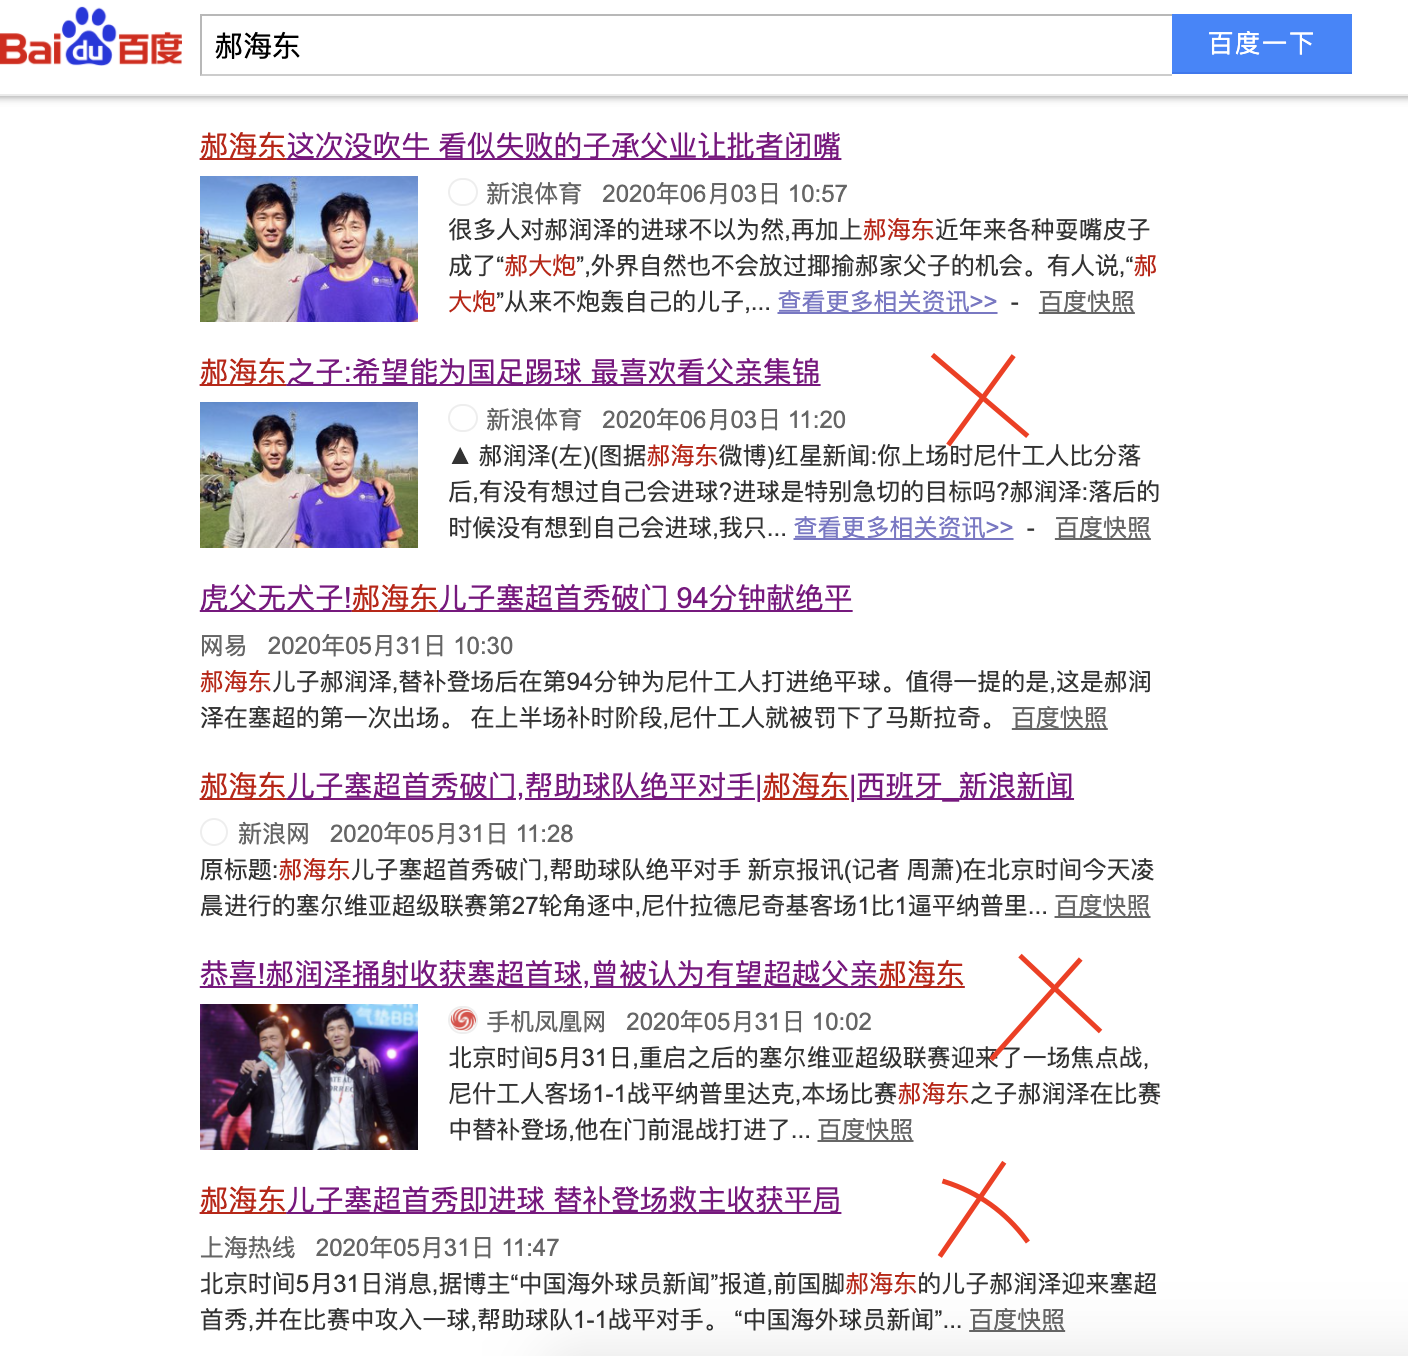 Bai du 百度
郝海东
百度一下
郝海东这次没吹牛 看似失败的子承父业让批者闭嘴
新浪体育 2020年06月03日 10:57
很多人对郝润泽的进球不以为然,再加上郝海东近年来各种耍嘴皮子
成了“郝大炮”,外界自然也不会放过揶揄郝家父子的机会。有人说,“郝
大炮”从来不炮轰自己的儿子,... 查看更多相关资讯>> - 百度快照
郝海东之子:希望能为国足踢球 最喜欢看父亲集锦
新浪体育 2020年06月03日 11:20
▲ 郝润泽(左)(图据郝海东微博)红星新闻:你上场时尼什工人比分落
后,有没有想过自己会进球?进球是特别急切的目标吗?郝润泽:落后的
时候没有想到自己会进球,我只... 查看更多相关资讯>> - 百度快照
虎父无犬子!郝海东儿子塞超首秀破门 94分钟献绝平
网易 2020年05月31日 10:30
郝海东儿子郝润泽,替补登场后在第94分钟为尼什工人打进绝平球。值得一提的是,这是郝润
泽在塞超的第一次出场。 在上半场补时阶段,尼什工人就被罚下了马斯拉奇。 百度快照
郝海东儿子塞超首秀破门,帮助球队绝平对手|郝海东|西班牙_新浪新闻
新浪网 2020年05月31日 11:28
原标题:郝海东儿子塞超首秀破门,帮助球队绝平对手 新京报讯(记者 周萧)在北京时间今天凌
晨进行的塞尔维亚超级联赛第27轮角逐中,尼什拉德尼奇基客场1比1逼平纳普里... 百度快照
恭喜!郝润泽捅射收获塞超首球,曾被认为有望超越父亲郝海东
手机凤凰网 2020年05月31日 10:02
北京时间5月31日,重启之后的塞尔维亚超级联赛迎来了一场焦点战,
尼什工人客场1-1战平纳普里达克,本场比赛郝海东之子郝润泽在比赛
中替补登场,他在门前混战打进了... 百度快照
郝海东儿子塞超首秀即进球 替补登场救主收获平局
上海热线 2020年05月31日 11:47
北京时间5月31日消息,据博主“中国海外球员新闻”报道,前国脚郝海东的儿子郝润泽迎来塞超
首秀,并在比赛中攻入一球,帮助球队1-1战平对手。 “中国海外球员新闻”... 百度快照